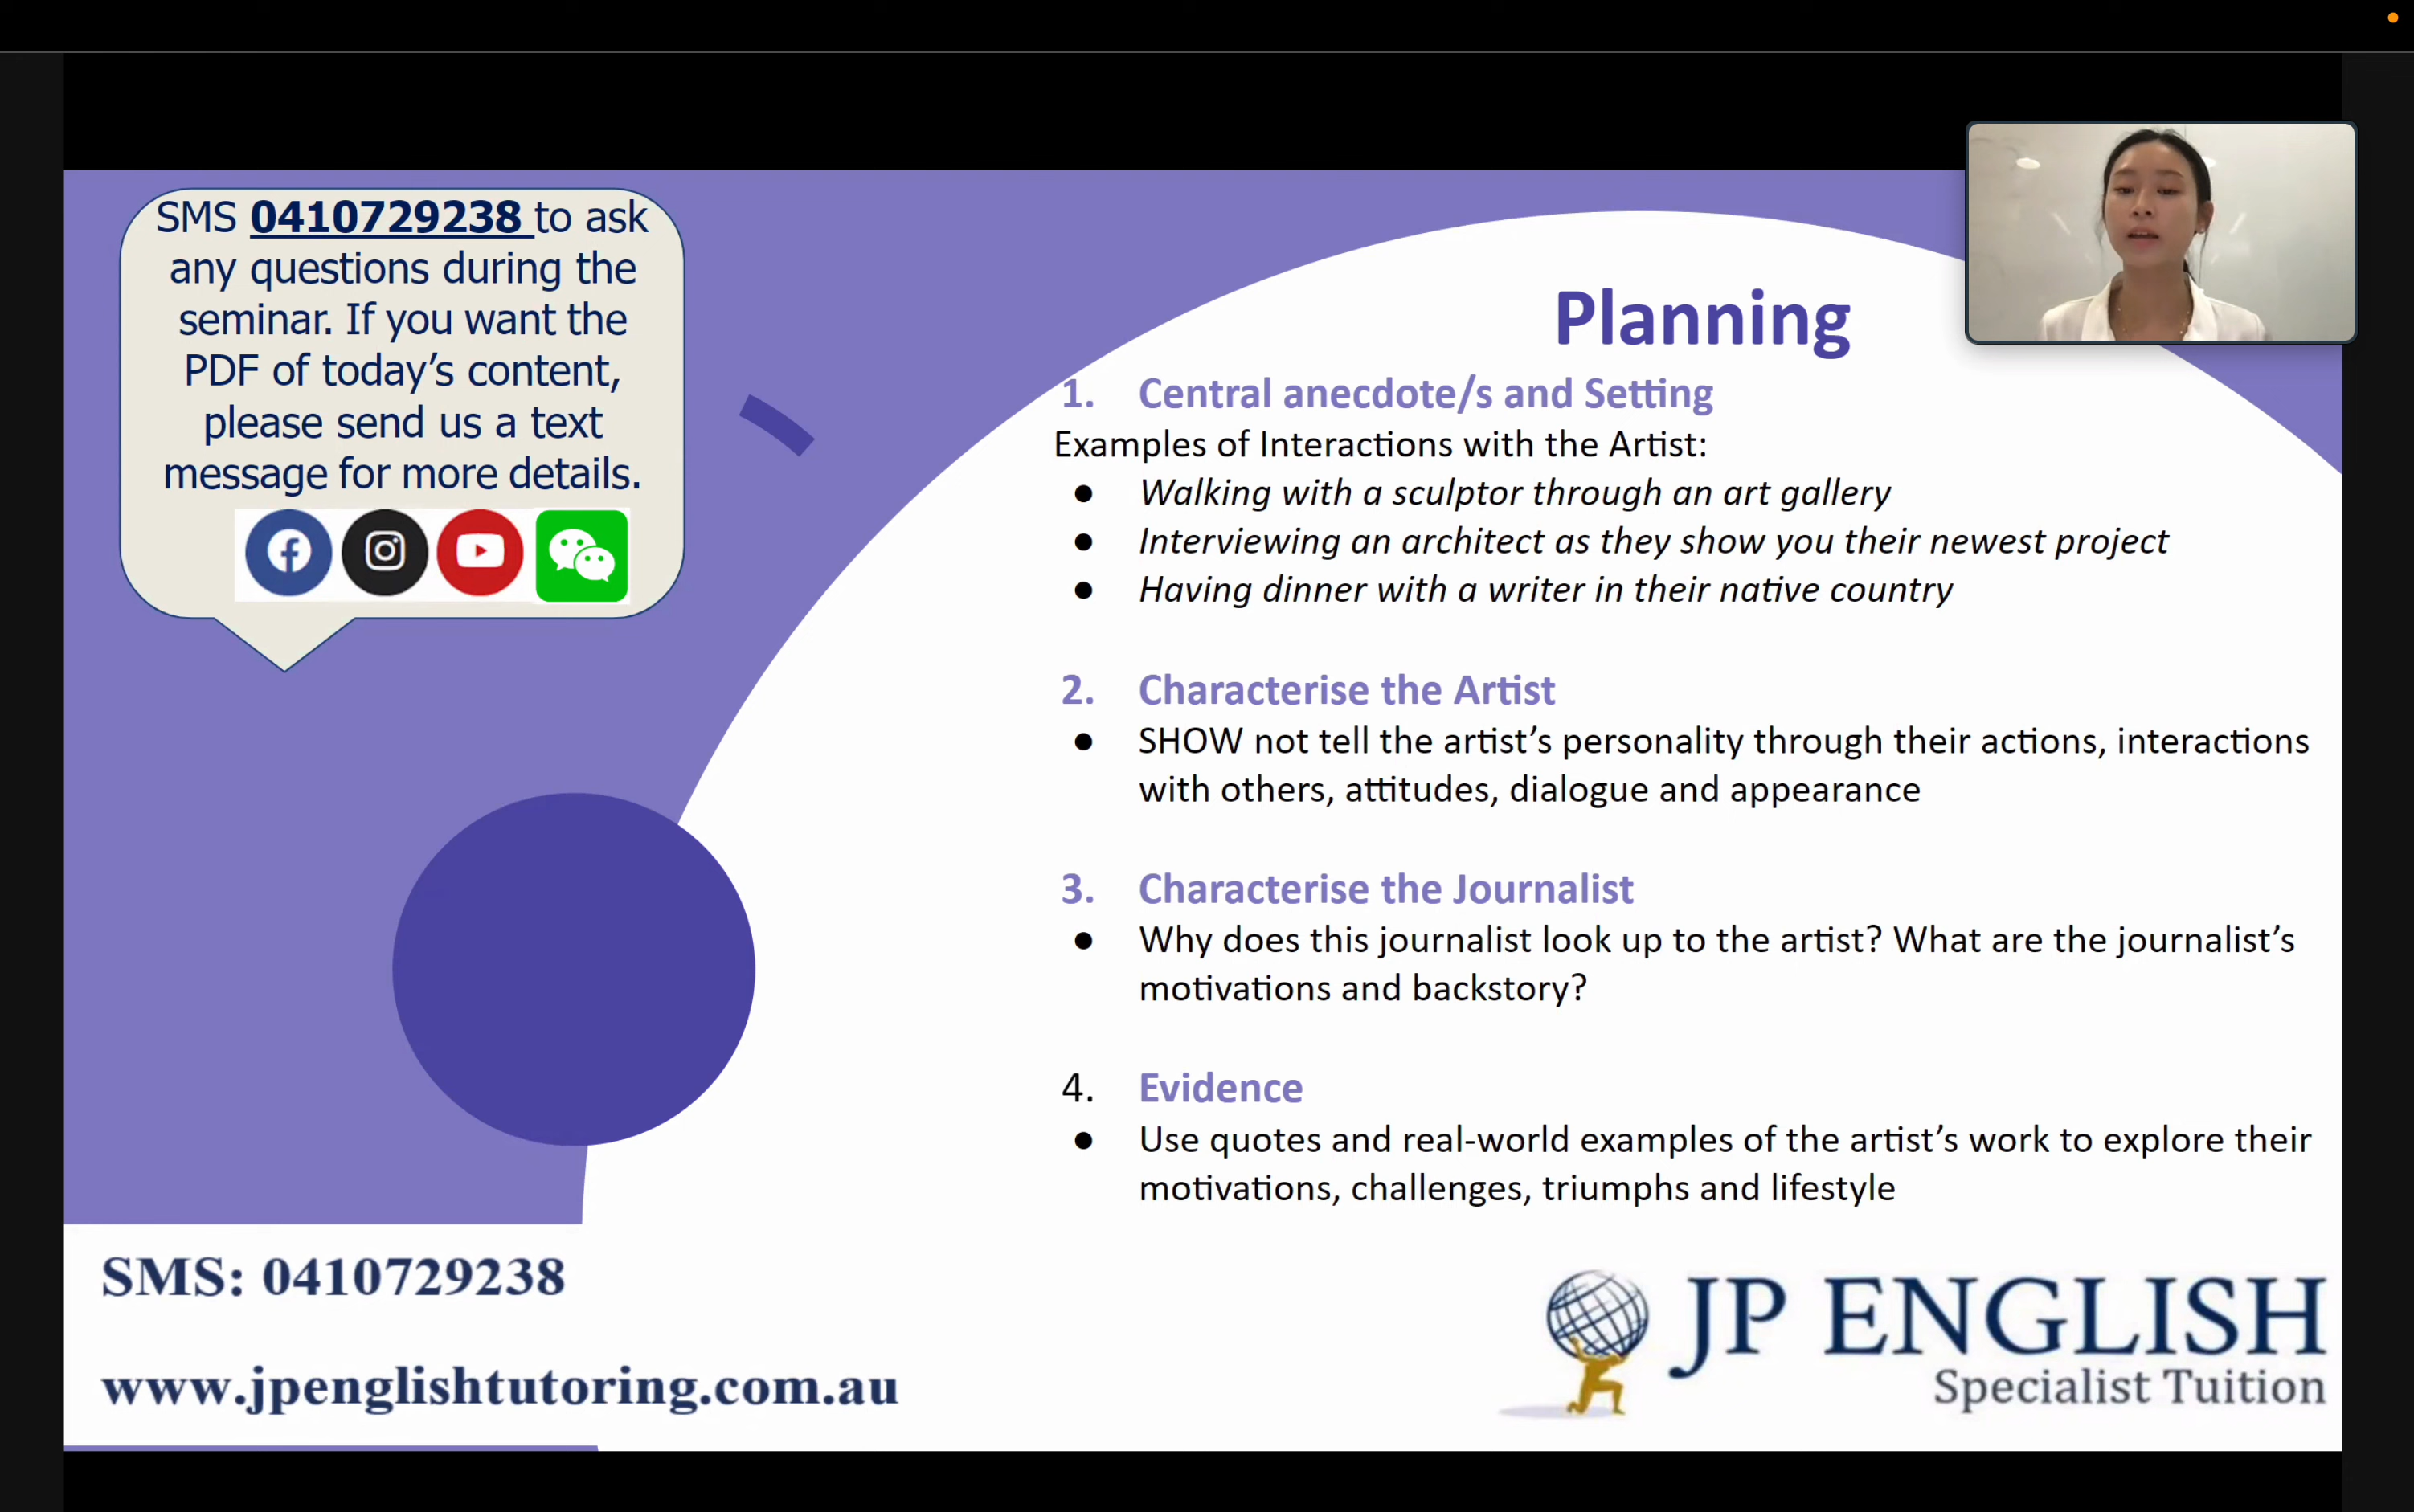 SMS 0410729238 to ask
any questions during the
seminar. If you want the
PDF of today's content,
please send us a text
message for more details.
Planning
1. Central anecdote/s and Setting
Examples of Interactions with the Artist:
● Walking with a sculptor through an art gallery
● Interviewing an architect as they show you their newest project
● Having dinner with a writer in their native country
2. Characterise the Artist
● SHOW not tell the artist's personality through their actions, interactions
with others, attitudes, dialogue and appearance
3. Characterise the Journalist
● Why does this journalist look up to the artist? What are the journalist's
motivations and backstory?
4. Evidence
● Use quotes and real-world examples of the artist's work to explore their
motivations, challenges, triumphs and lifestyle
SMS: 0410729238
www.jpenglishtutoring.com.au
JP ENGLISH
Specialist Tuition